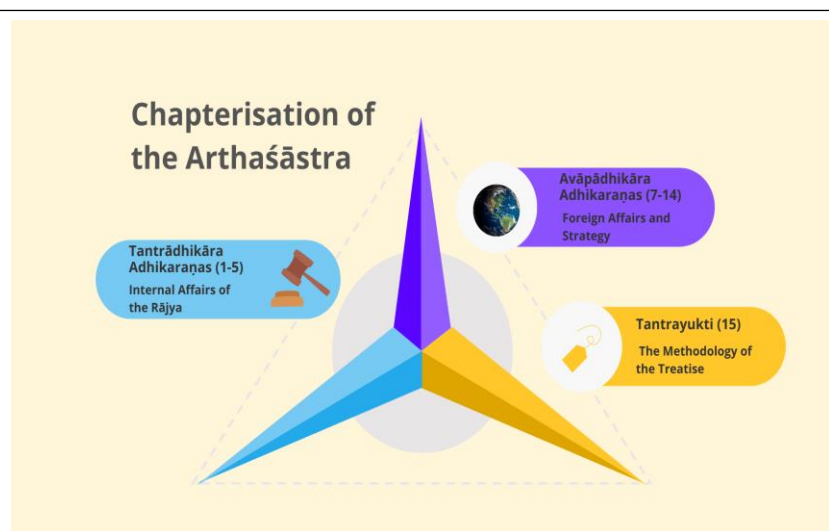 Chapterisation of
the Arthaśāstra
Avāpādhikāra
Adhikaraṇas (7-14)
Foreign Affairs and
Strategy
Tantrādhikāra
Adhikaraṇas (1-5)
Internal Affairs of
the Rājya
Tantrayukti (15)
The Methodology of
the Treatise